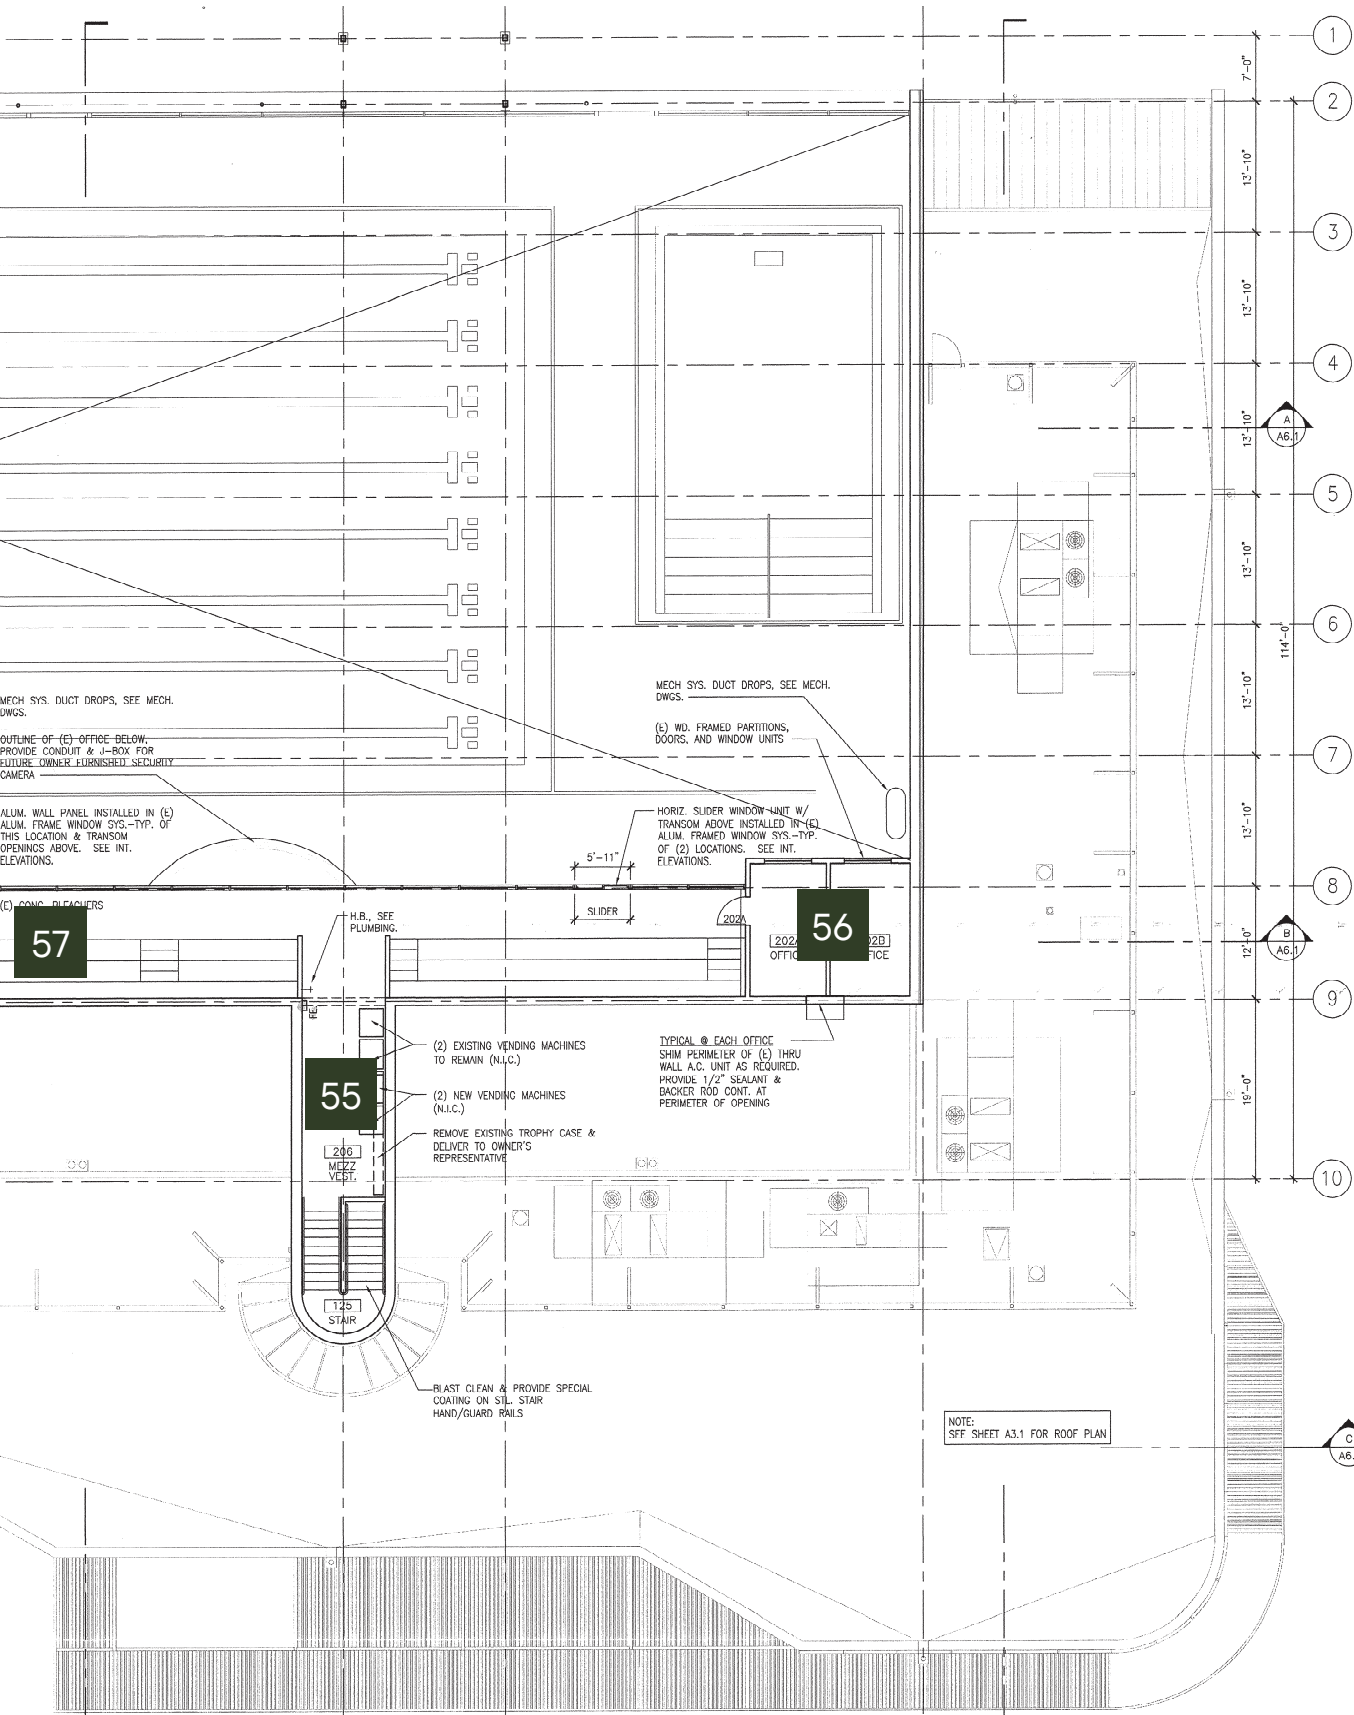 1
7'-0"
2
13'-10"
3
13'-10"
4
13'-10"
A
A6.1
5
13'-10"
6
114'-0"
13'-10"
7
13'-10"
8
12'-0"
B
A6.1
9
19'-0"
10
MECH SYS. DUCT DROPS, SEE MECH.
DWGS.
OUTLINE OF (E) OFFICE BELOW.
PROVIDE CONDUIT & J-BOX FOR
FUTURE OWNER FURNISHED SECURITY
CAMERA
ALUM. WALL PANEL INSTALLED IN (E)
ALUM. FRAME WINDOW SYS.-TYP. OF
THIS LOCATION & TRANSOM
OPENINGS ABOVE. SEE INT.
ELEVATIONS.
(E) CONC. BLEACHERS
57
MECH SYS. DUCT DROPS, SEE MECH.
DWGS.
(E) WD. FRAMED PARTITIONS,
DOORS, AND WINDOW UNITS
HORIZ. SLIDER WINDOW UNIT W/
TRANSOM ABOVE INSTALLED IN (E)
ALUM. FRAMED WINDOW SYS.-TYP.
OF (2) LOCATIONS. SEE INT.
ELEVATIONS.
5'-11"
SLIDER
H.B., SEE
PLUMBING.
202A
56
202
02B
OFFIC
FICE
(2) EXISTING VENDING MACHINES
TO REMAIN (N.I.C.)
(2) NEW VENDING MACHINES
(N.I.C.)
REMOVE EXISTING TROPHY CASE &
DELIVER TO OWNER'S
REPRESENTATIVE
TYPICAL @ EACH OFFICE
SHIM PERIMETER OF (E) THRU
WALL A.C. UNIT AS REQUIRED.
PROVIDE 1/2" SEALANT &
BACKER ROD CONT. AT
PERIMETER OF OPENING
55
206
MEZZ
VEST.
125
STAIR
BLAST CLEAN & PROVIDE SPECIAL
COATING ON STL. STAIR
HAND/GUARD RAILS
NOTE:
SEE SHEET A3.1 FOR ROOF PLAN
C
A6.